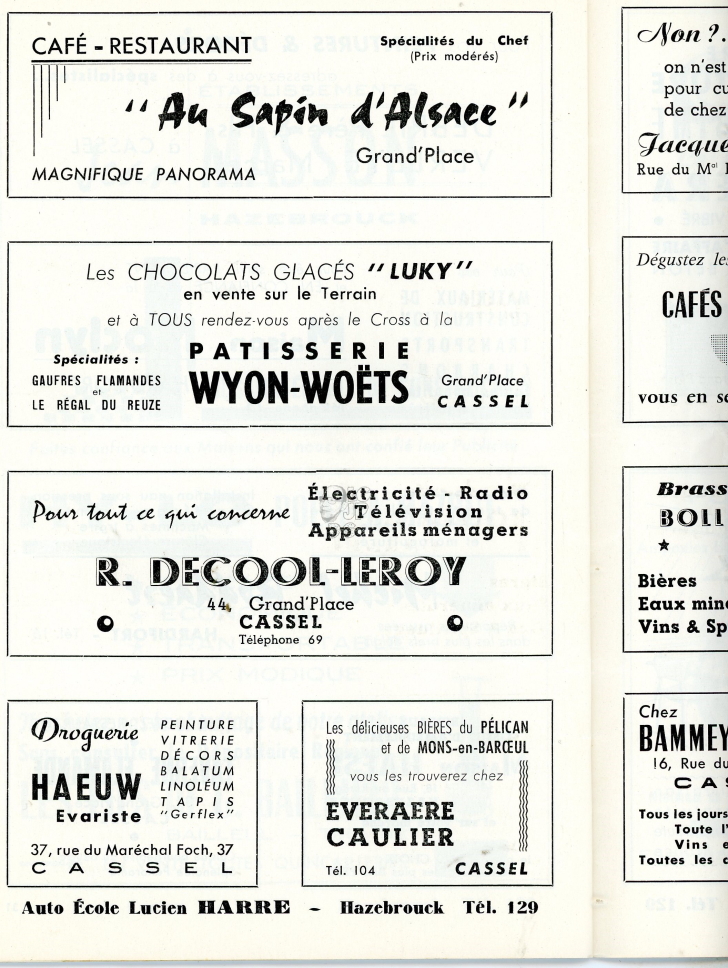 CAFÉ - RESTAURANT
Spécialités du Chef
(Prix modérés)
"Au Sapin d'Alsace"
Grand'Place
MAGNIFIQUE PANORAMA
Les CHOCOLATS GLACÉS "LUKY"
en vente sur le Terrain
et à TOUS rendez-vous après le Cross à la
Spécialités :
GAUFRES FLAMANDES
et
LE RÉGAL DU REUZE
PATISSERIE
WYON-WOËTS
Grand'Place
CASSEL
Pour tout ce qui concerne
Électricité - Radio
Télévision
Appareils ménagers
R. DECOOL-LEROY
44, Grand'Place
CASSEL
Téléphone 69
Droguerie
HAEUW
Evariste
PEINTURE
VITRERIE
DÉCORS
BALATUM
LINOLÉUM
TAPIS
"Gerflex"
37, rue du Maréchal Foch, 37
CASSEL
Les délicieuses BIÈRES du PÉLICAN
et de MONS-en-BARŒUL
vous les trouverez chez
EVERAERE
CAULIER
Tél. 104
CASSEL
Auto École Lucien HARRE - Hazebrouck Tél. 129
Non ?.
on n'est
pour cu
de chez
Jacque
Rue du Mal
Dégustez les
CAFÉS
vous en se
Brass
BOLL
Bières
Eaux miné
Vins & Sp
Chez
BAMMEY
16, Rue du
CAS
Tous les jours
Toute l'
Vins e
Toutes les